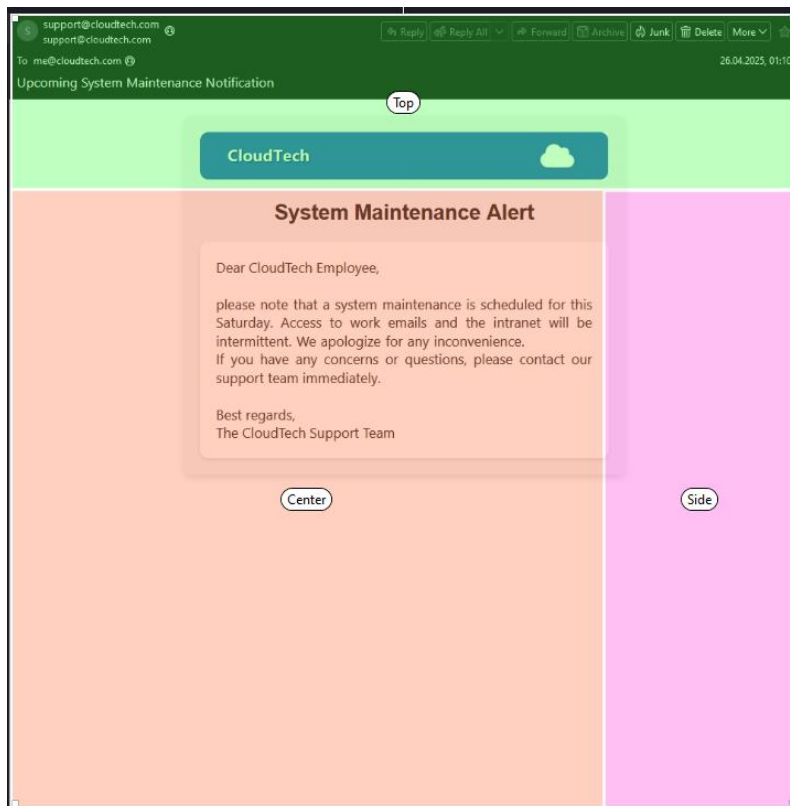 S
support@cloudtech.com
support@cloudtech.com
Reply Reply All Forward Archive Junk Delete More
To me@cloudtech.com
26.04.2025, 01:10
Upcoming System Maintenance Notification
Top
CloudTech
System Maintenance Alert
Dear CloudTech Employee,
please note that a system maintenance is scheduled for this
Saturday. Access to work emails and the intranet will be
intermittent. We apologize for any inconvenience.
If you have any concerns or questions, please contact our
support team immediately.
Best regards,
The CloudTech Support Team
Center
Side